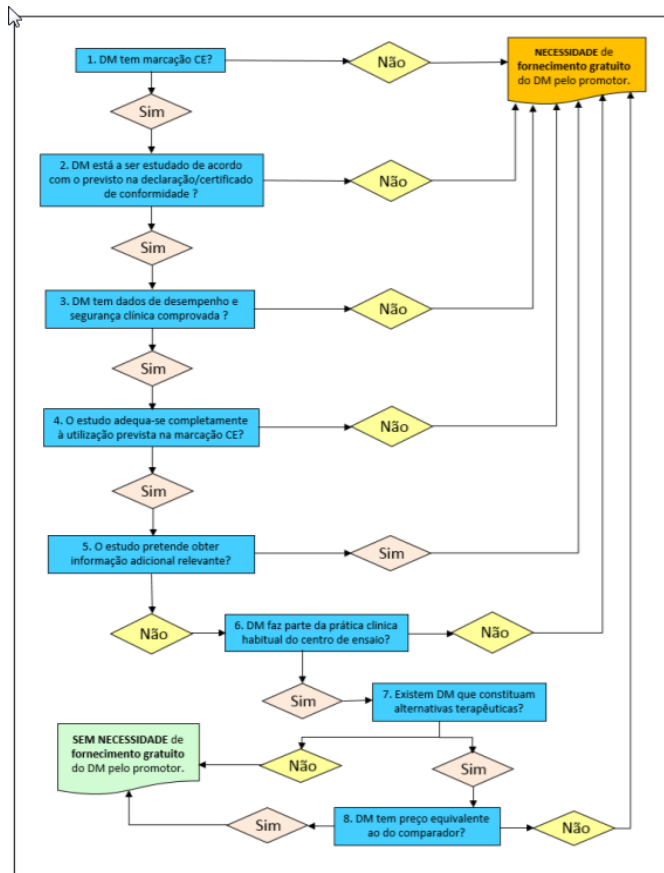 1. DM tem marcação CE?
Não
NECESSIDADE de
fornecimento gratuito
do DM pelo promotor.
Sim
2. DM está a ser estudado de acordo
com o previsto na declaração/certificado
de conformidade ?
Não
Sim
3. DM tem dados de desempenho e
segurança clínica comprovada ?
Não
Sim
4. O estudo adequa-se completamente
à utilização prevista na marcação CE?
Não
Sim
5. O estudo pretende obter
informação adicional relevante?
Sim
Não
6. DM faz parte da prática clinica
habitual do centro de ensaio?
Não
Sim
7. Existem DM que constituam
alternativas terapêuticas?
SEM NECESSIDADE de
fornecimento gratuito
do DM pelo promotor.
Não
Sim
8. DM tem preço equivalente
ao do comparador?
Sim
Não